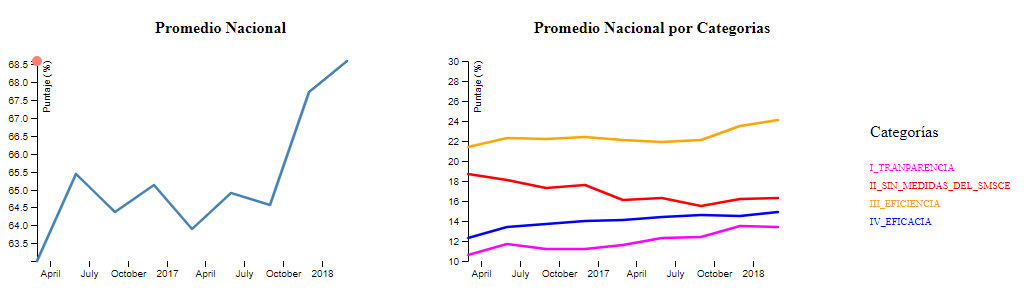 Promedio Nacional
Puntaje (%)
68.5
68.0
67.5
67.0
66.5
66.0
65.5
65.0
64.5
64.0
63.5
April July October 2017 April July October 2018
Promedio Nacional por Categorias
Puntaje (%)
30
28
26
24
22
20
18
16
14
12
10
April July October 2017 April July October 2018
Categorías
I_TRANPARENCIA
II_SIN_MEDIDAS_DEL_SMSCE
III_EFICIENCIA
IV_EFICACIA